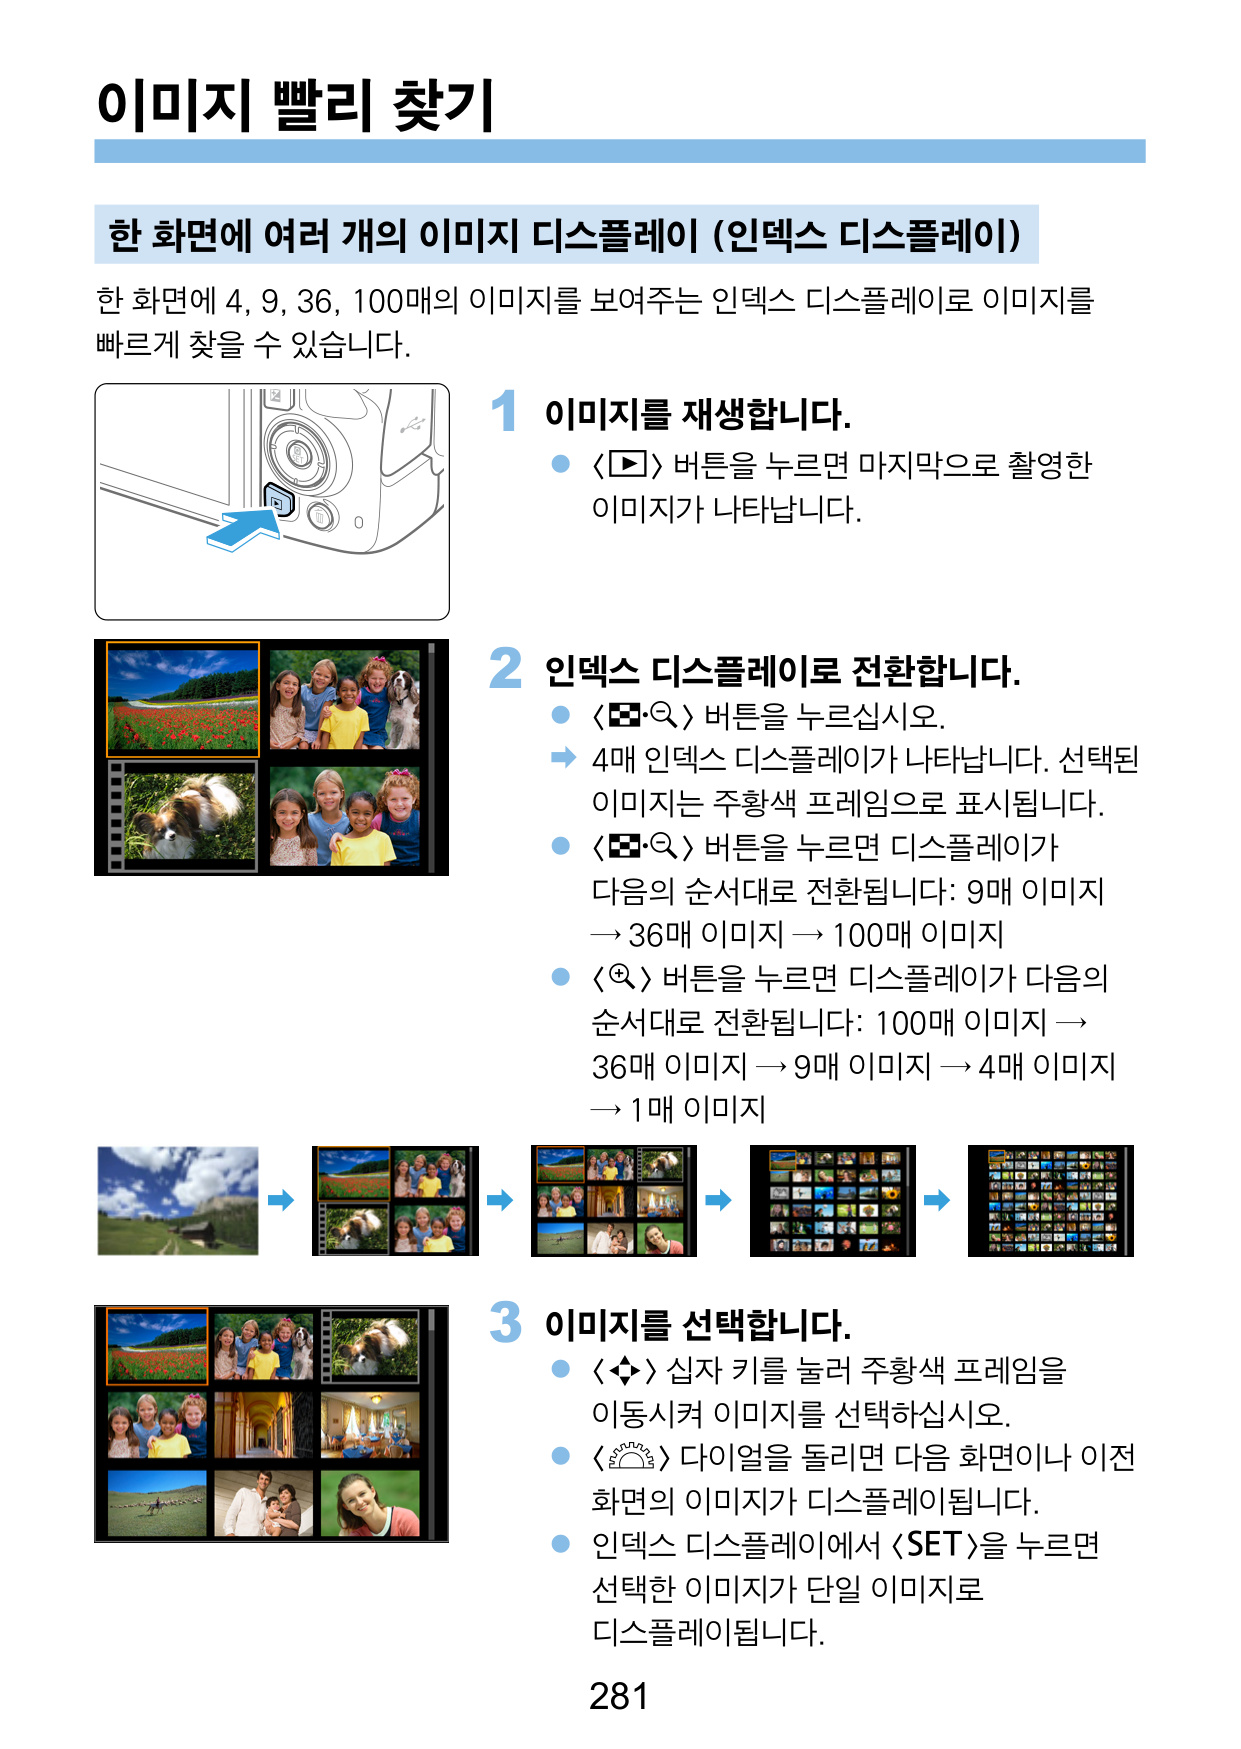 이미지 빨리 찾기
한 화면에 여러 개의 이미지 디스플레이 (인덱스 디스플레이)
한 화면에 4, 9, 36, 100매의 이미지를 보여주는 인덱스 디스플레이로 이미지를
빠르게 찾을 수 있습니다.
1 이미지를 재생합니다.
● 〈▶〉 버튼을 누르면 마지막으로 촬영한
이미지가 나타납니다.
2 인덱스 디스플레이로 전환합니다.
● 〈〉 버튼을 누르십시오.
➡ 4매 인덱스 디스플레이가 나타납니다. 선택된
이미지는 주황색 프레임으로 표시됩니다.
● 〈〉 버튼을 누르면 디스플레이가
다음의 순서대로 전환됩니다: 9매 이미지
→ 36매 이미지 → 100매 이미지
● 〈〉 버튼을 누르면 디스플레이가 다음의
순서대로 전환됩니다: 100매 이미지 →
36매 이미지 → 9매 이미지 → 4매 이미지
→ 1매 이미지
3 이미지를 선택합니다.
● 〈〉 십자 키를 눌러 주황색 프레임을
이동시켜 이미지를 선택하십시오.
● 〈〉 다이얼을 돌리면 다음 화면이나 이전
화면의 이미지가 디스플레이됩니다.
● 인덱스 디스플레이에서 〈SET〉을 누르면
선택한 이미지가 단일 이미지로
디스플레이됩니다.
281